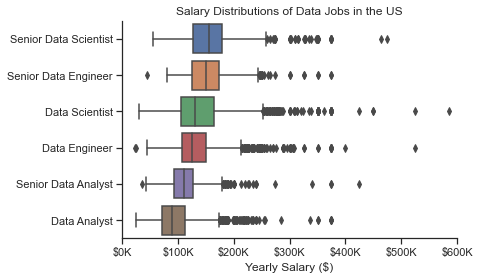 Salary Distributions of Data Jobs in the US
Senior Data Scientist
Senior Data Engineer
Data Scientist
Data Engineer
Senior Data Analyst
Data Analyst
$0K $100K $200K $300K $400K $500K $600K
Yearly Salary ($)